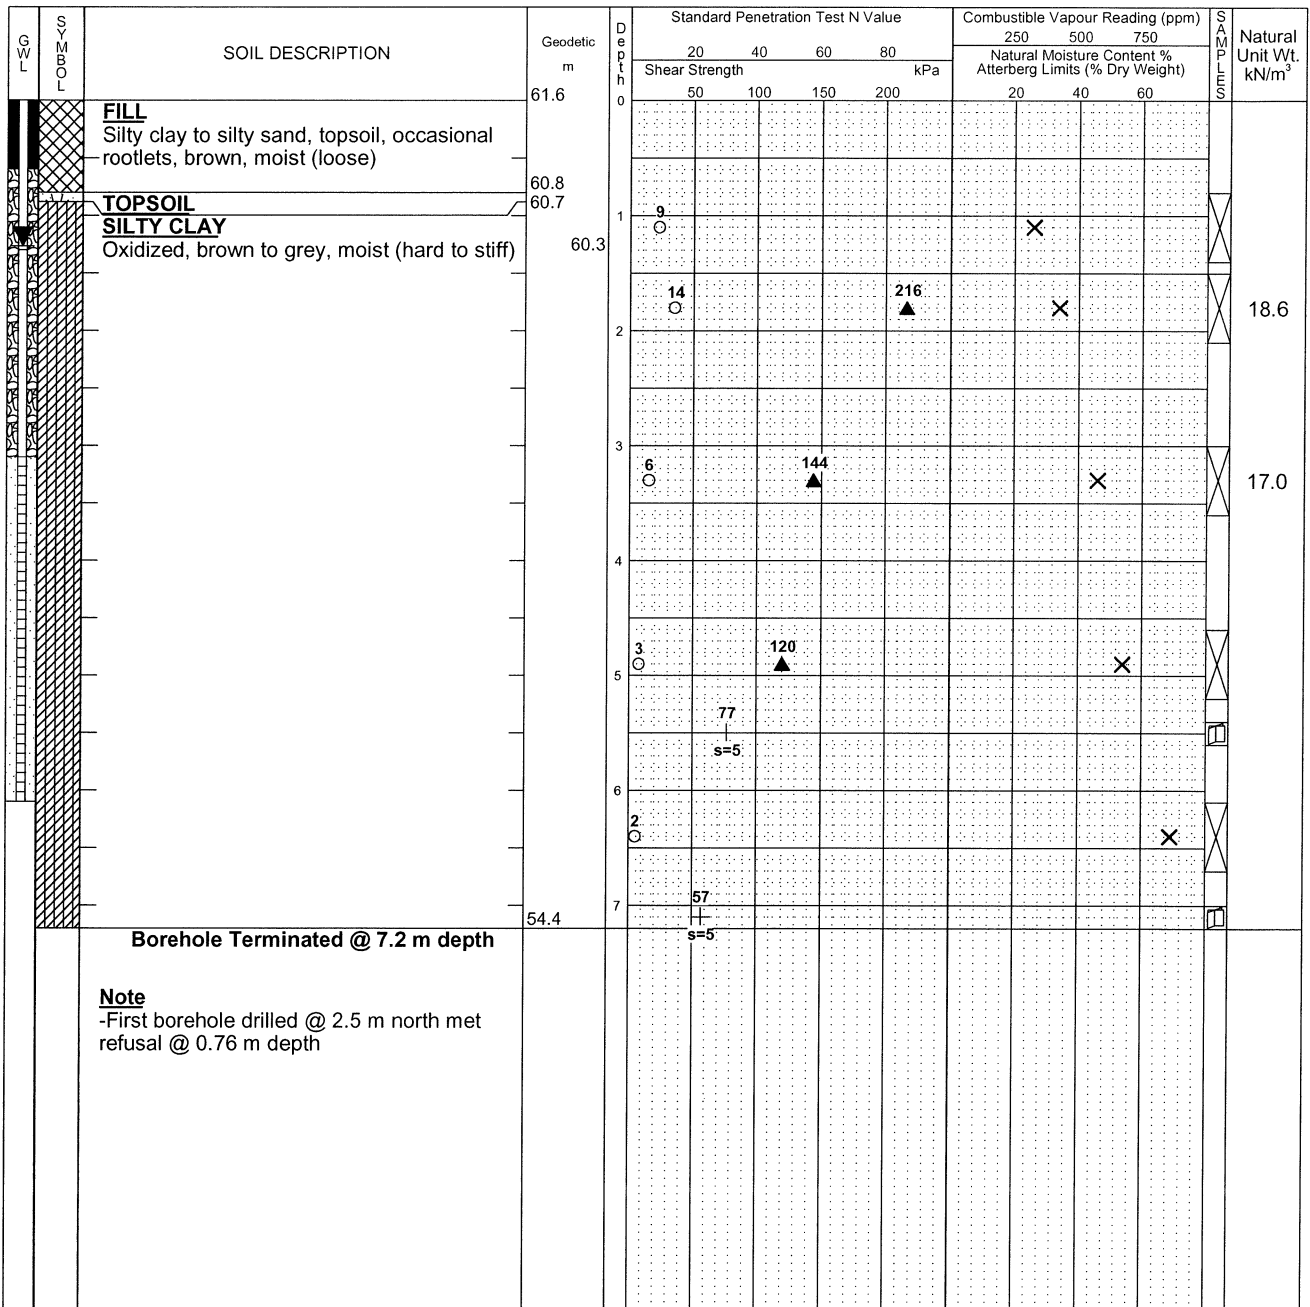 GWL
SYMBOL
SOIL DESCRIPTION
Geodetic
m
Depth
Standard Penetration Test N Value
20 40 60 80
Shear Strength kPa
50 100 150 200
Combustible Vapour Reading (ppm)
250 500 750
Natural Moisture Content %
Atterberg Limits (% Dry Weight)
20 40 60
SAMPLES
Natural
Unit Wt.
kN/m³
61.6
0
FILL
Silty clay to silty sand, topsoil, occasional
rootlets, brown, moist (loose)
60.8
TOPSOIL
60.7
SILTY CLAY
Oxidized, brown to grey, moist (hard to stiff)
60.3
9
1
14
216
18.6
2
3
6
144
17.0
4
3
120
5
77
s=5
6
2
57
7
s=5
54.4
Borehole Terminated @ 7.2 m depth
Note
-First borehole drilled @ 2.5 m north met
refusal @ 0.76 m depth